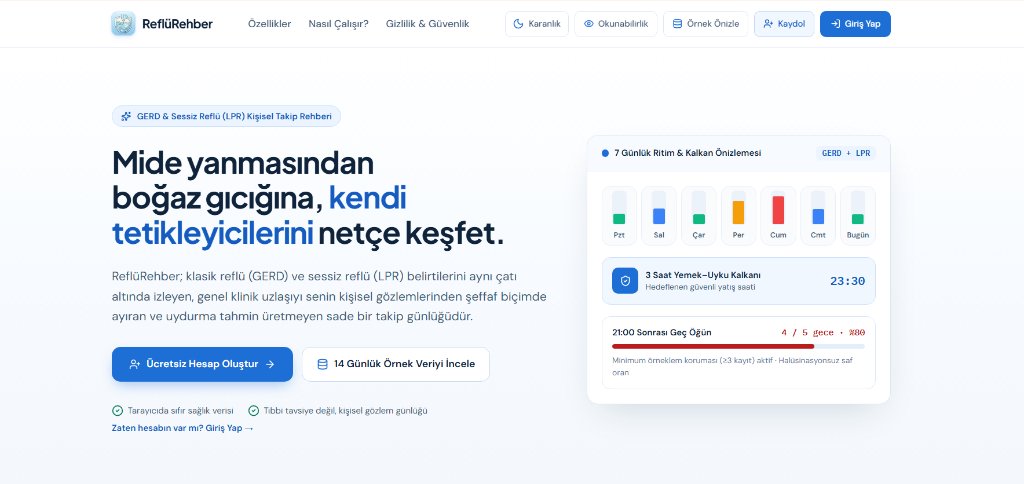 ReflüRehber
Özellikler
Nasıl Çalışır?
Gizlilik & Güvenlik
Karanlık
Okunabilirlik
Örnek Önizle
Kaydol
Giriş Yap
GERD & Sessiz Reflü (LPR) Kişisel Takip Rehberi
Mide yanmasından
boğaz gıcığına, kendi
tetikleyicilerini netçe keşfet.
ReflüRehber; klasik reflü (GERD) ve sessiz reflü (LPR) belirtilerini aynı çatı
altında izleyen, genel klinik uzlaşıyı senin kişisel gözlemlerinden şeffaf biçimde
ayıran ve uydurma tahmin üretmeyen sade bir takip günlüğüdür.
Ücretsiz Hesap Oluştur →
14 Günlük Örnek Veriyi İncele
Tarayıcıda sıfır sağlık verisi
Tıbbi tavsiye değil, kişisel gözlem günlüğü
Zaten hesabın var mı? Giriş Yap →
7 Günlük Ritim & Kalkan Önizlemesi
GERD + LPR
Pzt
Sal
Çar
Per
Cum
Cmt
Bugün
3 Saat Yemek–Uyku Kalkanı
Hedeflenen güvenli yatış saati
23:30
21:00 Sonrası Geç Öğün
4 / 5 gece · %80
Minimum örneklem koruması (≥3 kayıt) aktif · Halüsinasyonsuz saf
oran